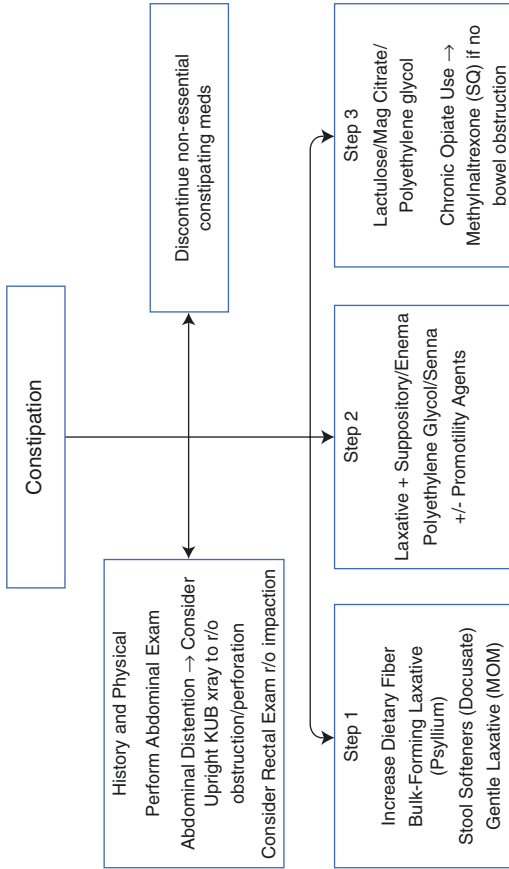 Constipation
History and Physical
Perform Abdominal Exam
Abdominal Distention → Consider
Upright KUB xray to r/o
obstruction/perforation
Consider Rectal Exam r/o impaction
Discontinue non-essential
constipating meds
Step 1
Increase Dietary Fiber
Bulk-Forming Laxative
(Psyllium)
Stool Softeners (Docusate)
Gentle Laxative (MOM)
Step 2
Laxative + Suppository/Enema
Polyethylene Glycol/Senna
+/- Promotility Agents
Step 3
Lactulose/Mag Citrate/
Polyethylene glycol
Chronic Opiate Use →
Methylnaltrexone (SQ) if no
bowel obstruction